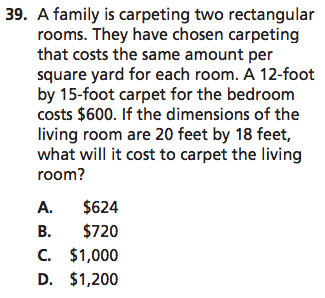 39. A family is carpeting two rectangular
rooms. They have chosen carpeting
that costs the same amount per
square yard for each room. A 12-foot
by 15-foot carpet for the bedroom
costs $600. If the dimensions of the
living room are 20 feet by 18 feet,
what will it cost to carpet the living
room?
A. $624
B. $720
C. $1,000
D. $1,200